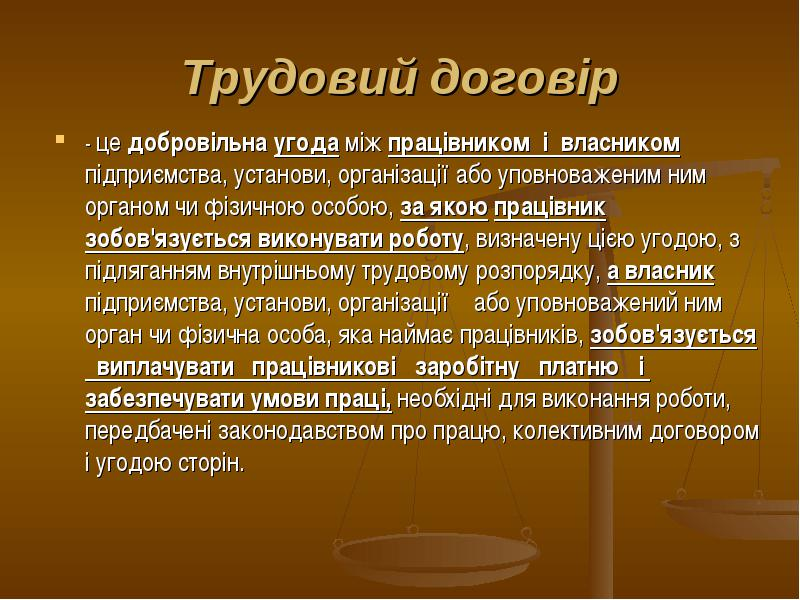 Трудовий договір
- це добровільна угода між працівником і власником
підприємства, установи, організації або уповноваженим ним
органом чи фізичною особою, за якою працівник
зобов'язується виконувати роботу, визначену цією угодою, з
підляганням внутрішньому трудовому розпорядку, а власник
підприємства, установи, організації або уповноважений ним
орган чи фізична особа, яка наймає працівників, зобов'язується
виплачувати працівникові заробітну платню і
забезпечувати умови праці, необхідні для виконання роботи,
передбачені законодавством про працю, колективним договором
і угодою сторін.